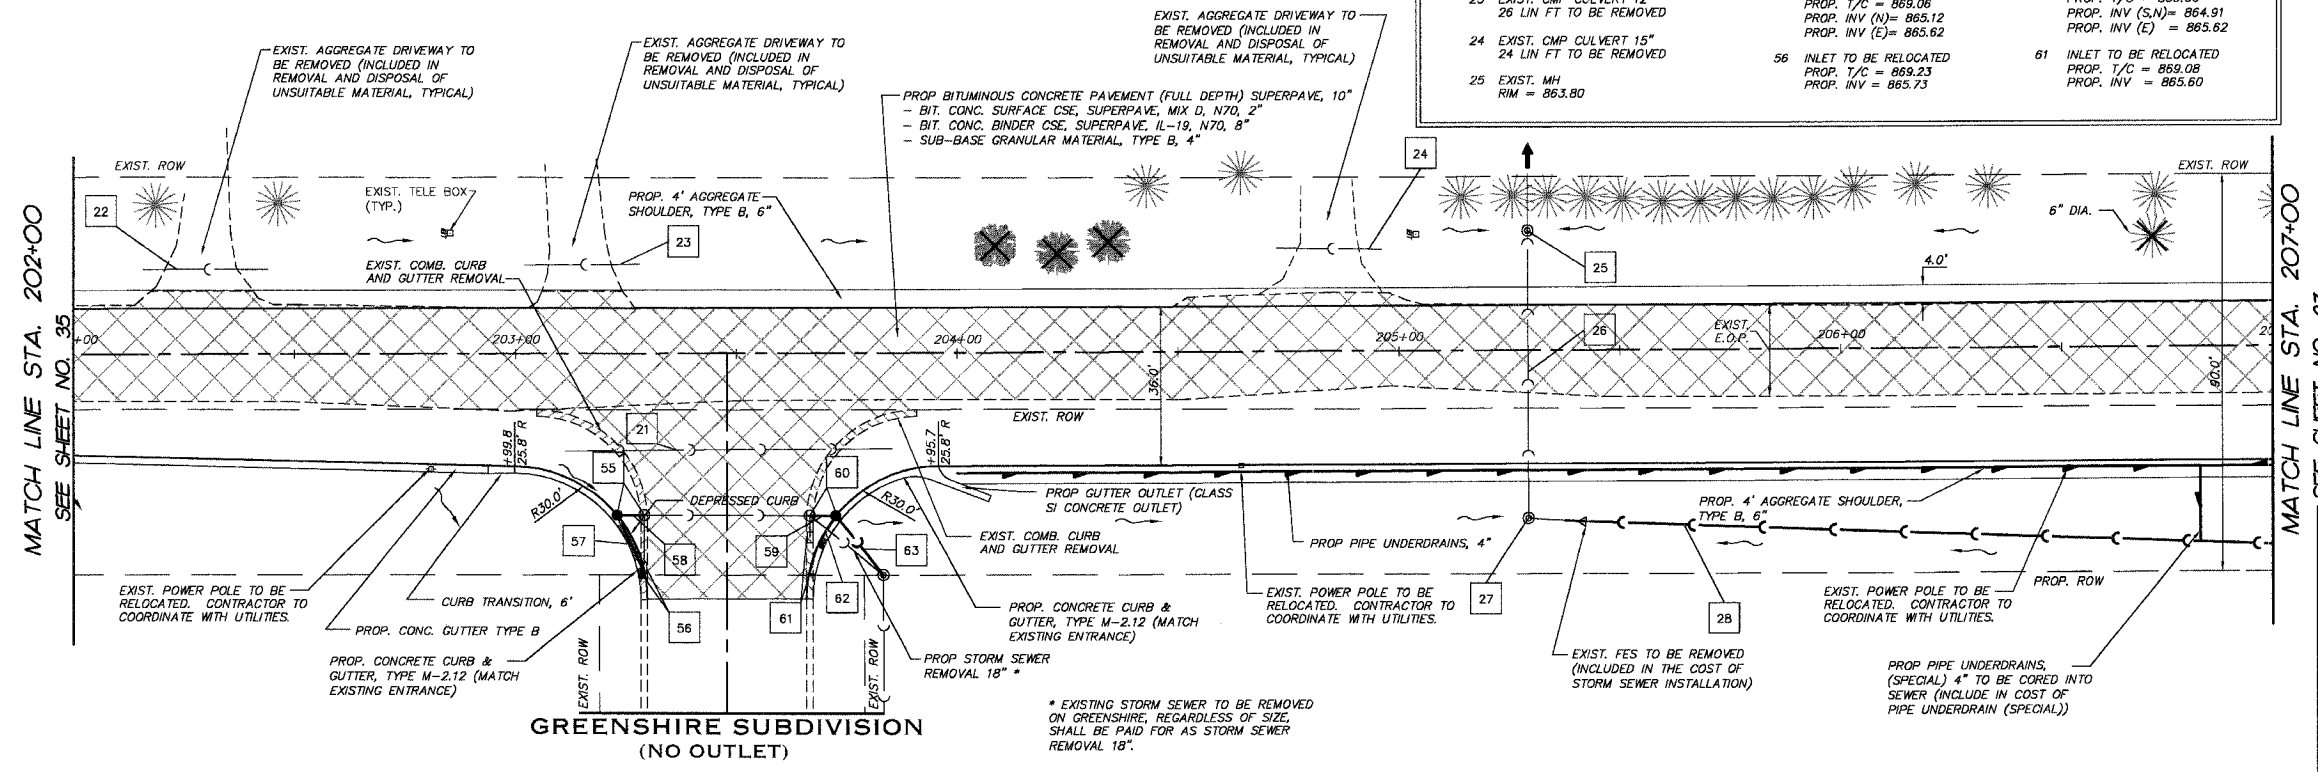 EXIST. AGGREGATE DRIVEWAY TO
BE REMOVED (INCLUDED IN
REMOVAL AND DISPOSAL OF
UNSUITABLE MATERIAL, TYPICAL)
EXIST. AGGREGATE DRIVEWAY TO
BE REMOVED (INCLUDED IN
REMOVAL AND DISPOSAL OF
UNSUITABLE MATERIAL, TYPICAL)
EXIST. AGGREGATE DRIVEWAY TO
BE REMOVED (INCLUDED IN
REMOVAL AND DISPOSAL OF
UNSUITABLE MATERIAL, TYPICAL)
PROP BITUMINOUS CONCRETE PAVEMENT (FULL DEPTH) SUPERPAVE, 10"
- BIT. CONC. SURFACE CSE, SUPERPAVE, MIX D, N70, 2"
- BIT. CONC. BINDER CSE, SUPERPAVE, IL-19, N70, 8"
- SUB-BASE GRANULAR MATERIAL, TYPE B, 4"
26 LIN FT TO BE REMOVED
24 EXIST. CMP CULVERT 15"
24 LIN FT TO BE REMOVED
25 EXIST. MH
RIM = 863.80
PROP. T/C = 869.06
PROP. INV (N)= 865.12
PROP. INV (E)= 865.62
56 INLET TO BE RELOCATED
PROP. T/C = 869.23
PROP. INV = 865.73
PROP. INV (S,N)= 864.91
PROP. INV (E) = 865.62
61 INLET TO BE RELOCATED
PROP. T/C = 869.08
PROP. INV = 865.60
MATCH LINE STA. 202+00
SEE SHEET NO. 35
EXIST. ROW
22
EXIST. TELE BOX
(TYP.)
PROP. 4' AGGREGATE
SHOULDER, TYPE B, 6"
23
EXIST. COMB. CURB
AND GUTTER REMOVAL
24
25
26
EXIST. ROW
6" DIA.
4.0'
MATCH LINE STA. 207+00
+00
203+00
204+00
205+00
EXIST.
E.O.P.
206+00
20
36.0'
90.0'
EXIST. ROW
21
+99.8
25.8' R
+95.7
25.8' R
55
60
R30.0'
DEPRESSED CURB
R30.0'
57
58
59
63
62
61
56
PROP GUTTER OUTLET (CLASS
SI CONCRETE OUTLET)
EXIST. COMB. CURB
AND GUTTER REMOVAL
PROP PIPE UNDERDRAINS, 4"
PROP. 4' AGGREGATE SHOULDER,
TYPE B, 6"
PROP. ROW
EXIST. POWER POLE TO BE
RELOCATED. CONTRACTOR TO
COORDINATE WITH UTILITIES.
CURB TRANSITION, 6'
PROP. CONC. GUTTER TYPE B
PROP. CONCRETE CURB &
GUTTER, TYPE M-2.12 (MATCH
EXISTING ENTRANCE)
EXIST. ROW
EXIST. ROW
PROP. CONCRETE CURB &
GUTTER, TYPE M-2.12 (MATCH
EXISTING ENTRANCE)
PROP STORM SEWER
REMOVAL 18" *
EXIST. POWER POLE TO BE
RELOCATED. CONTRACTOR TO
COORDINATE WITH UTILITIES.
27
28
EXIST. POWER POLE TO BE
RELOCATED. CONTRACTOR TO
COORDINATE WITH UTILITIES.
EXIST. FES TO BE REMOVED
(INCLUDED IN THE COST OF
STORM SEWER INSTALLATION)
PROP PIPE UNDERDRAINS,
(SPECIAL) 4" TO BE CORED INTO
SEWER (INCLUDE IN COST OF
PIPE UNDERDRAIN (SPECIAL))
* EXISTING STORM SEWER TO BE REMOVED
ON GREENSHIRE, REGARDLESS OF SIZE,
SHALL BE PAID FOR AS STORM SEWER
REMOVAL 18".
GREENSHIRE SUBDIVISION
(NO OUTLET)